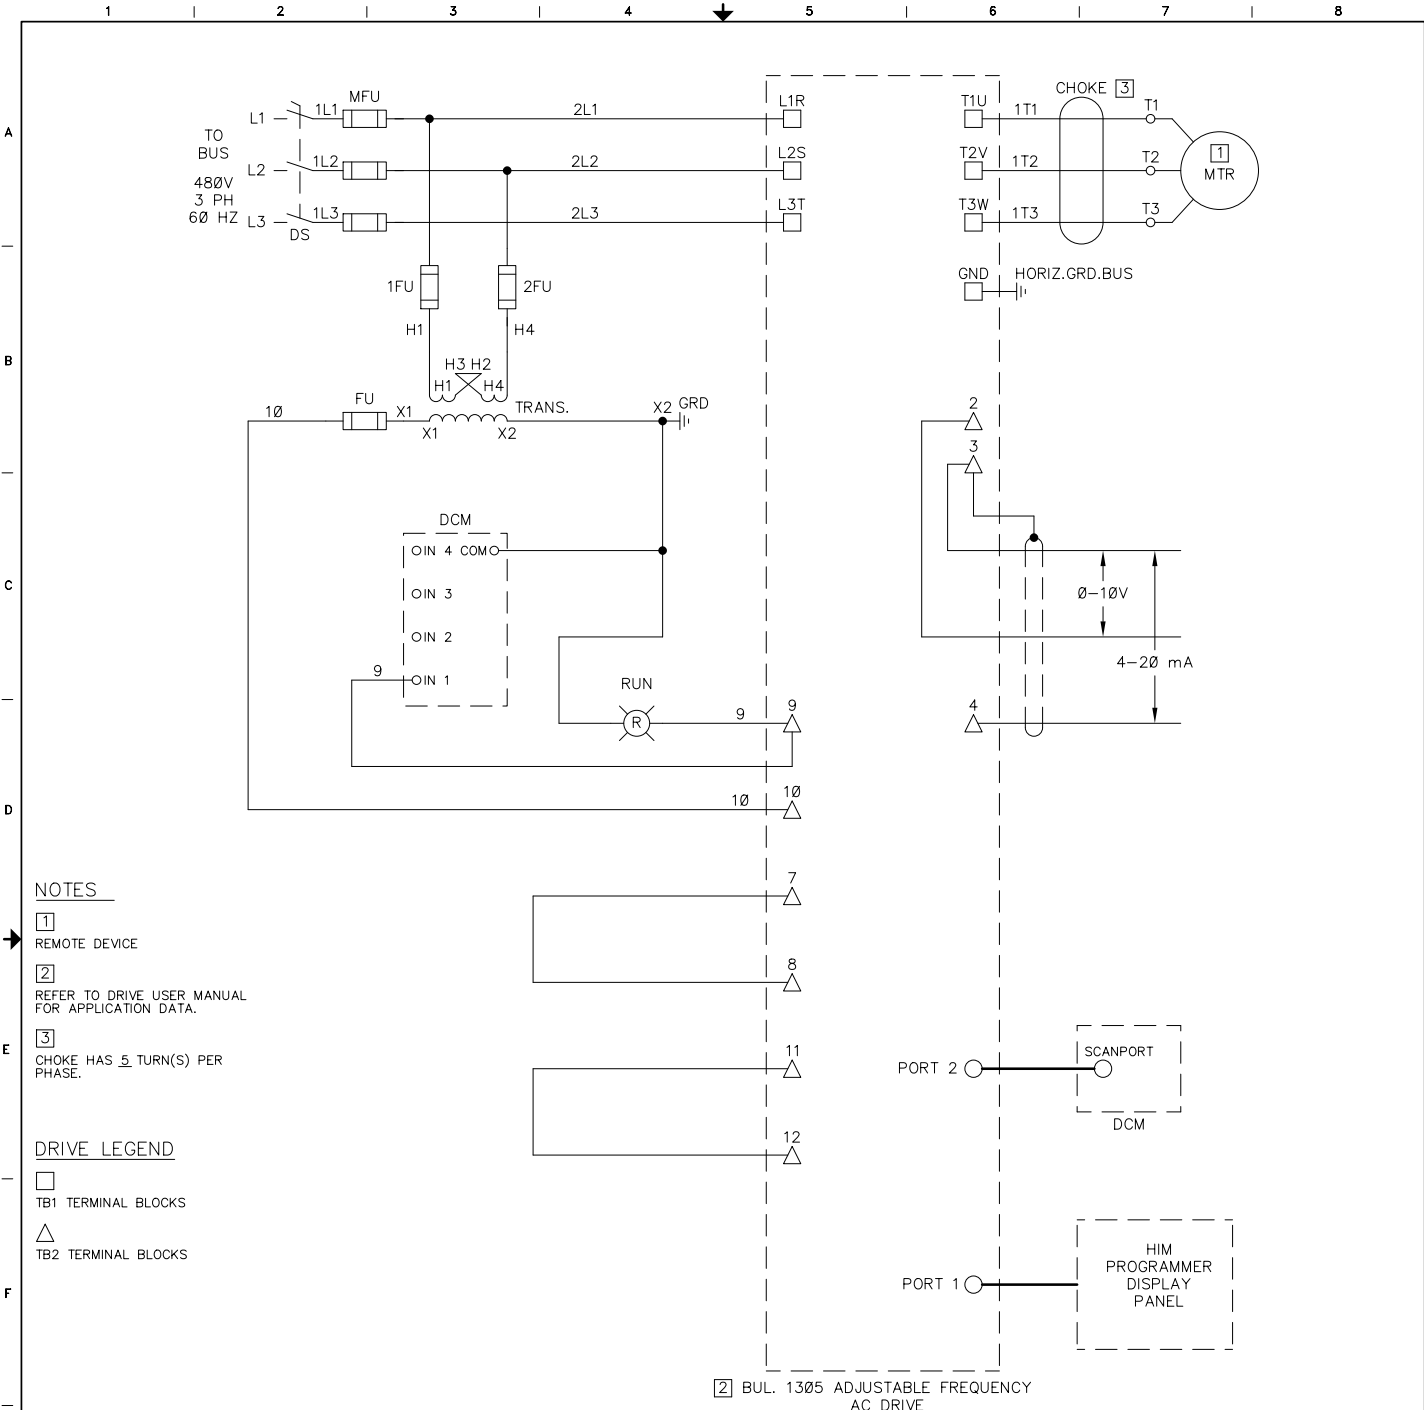 1 2 3 4 5 6 7 8
A
B
C
D
E
F
MFU
L1 1L1 2L1 L1R
TO
BUS
L2 1L2 2L2 L2S
48ØV
3 PH
6Ø HZ
L3 1L3 2L3 L3T
DS
CHOKE 3
T1U 1T1 T1
T2V 1T2 T2
T3W 1T3 T3
1
MTR
GND HORIZ.GRD.BUS
1FU 2FU
H1 H4
H3 H2
H1 H4
1Ø FU X1 TRANS. X2 GRD
X1 X2
2
3
DCM
IN 4 COM
IN 3
IN 2
9 IN 1
RUN
R 9 9
Ø-1ØV
4-2Ø mA
4
1Ø 1Ø
7
8
11
12
PORT 2
SCANPORT
DCM
PORT 1
HIM
PROGRAMMER
DISPLAY
PANEL
2 BUL. 13Ø5 ADJUSTABLE FREQUENCY
AC DRIVE
NOTES
1
REMOTE DEVICE
2
REFER TO DRIVE USER MANUAL
FOR APPLICATION DATA.
3
CHOKE HAS 5 TURN(S) PER
PHASE.
DRIVE LEGEND
TB1 TERMINAL BLOCKS
TB2 TERMINAL BLOCKS